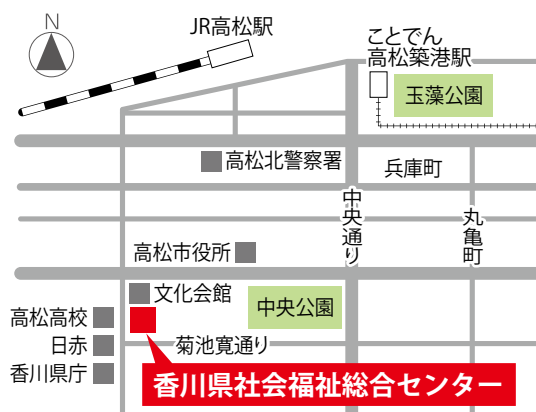 N
JR高松駅
ことでん
高松築港駅
玉藻公園
高松北警察署
兵庫町
中央通り
丸亀町
高松市役所
文化会館
中央公園
高松高校
日赤
菊池寛通り
香川県庁
香川県社会福祉総合センター